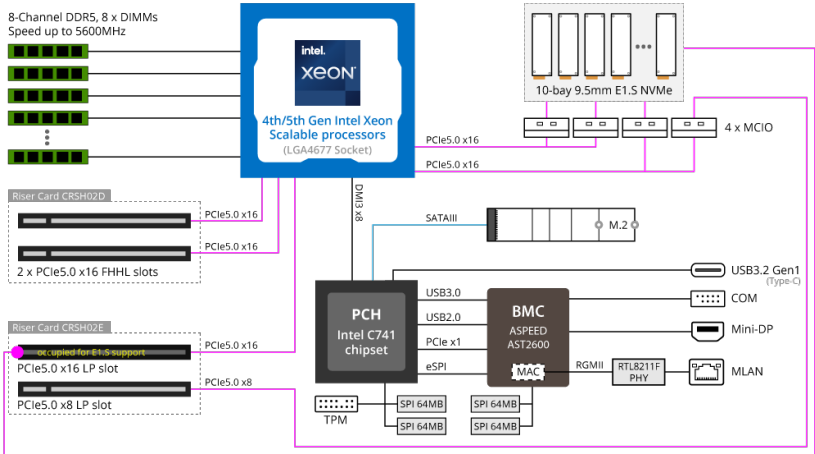 8-Channel DDR5, 8 x DIMMs
Speed up to 5600MHz
intel.
xeon
4th/5th Gen Intel Xeon
Scalable processors
(LGA4677 Socket)
10-bay 9.5mm E1.S NVMe
4 x MCIO
PCIe5.0 x16
PCIe5.0 x16
Riser Card CRSH02D
PCIe5.0 x16
PCIe5.0 x16
2 x PCIe5.0 x16 FHHL slots
DMI3 x8
SATAIII
M.2
Riser Card CRSH02E
occupied for E1.S support
PCIe5.0 x16
PCIe5.0 x16 LP slot
PCIe5.0 x8
PCIe5.0 x8 LP slot
PCH
Intel C741
chipset
USB3.0
USB2.0
PCIe x1
eSPI
BMC
ASPEED
AST2600
MAC
RGMII
RTL8211F
PHY
USB3.2 Gen1
(Type-C)
COM
Mini-DP
MLAN
TPM
SPI 64MB
SPI 64MB
SPI 64MB
SPI 64MB